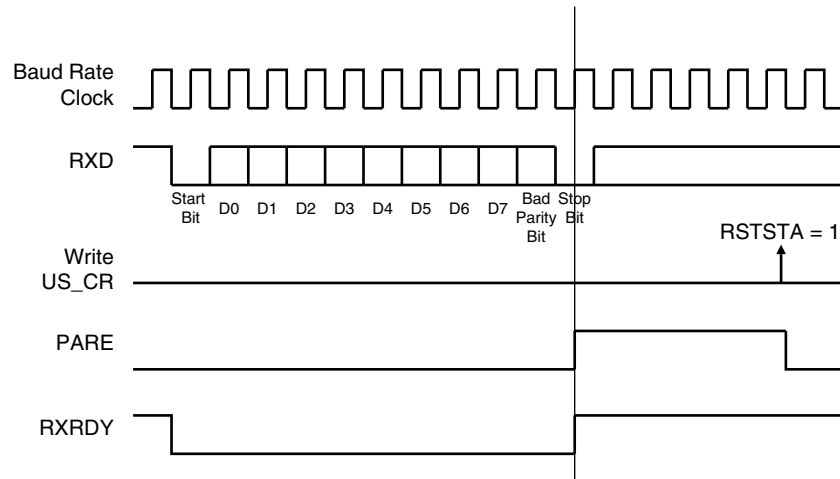 Baud Rate
Clock
RXD
Start
Bit
D0 D1 D2 D3 D4 D5 D6 D7
Bad
Parity
Bit
Stop
Bit
RSTSTA = 1
Write
US_CR
PARE
RXRDY